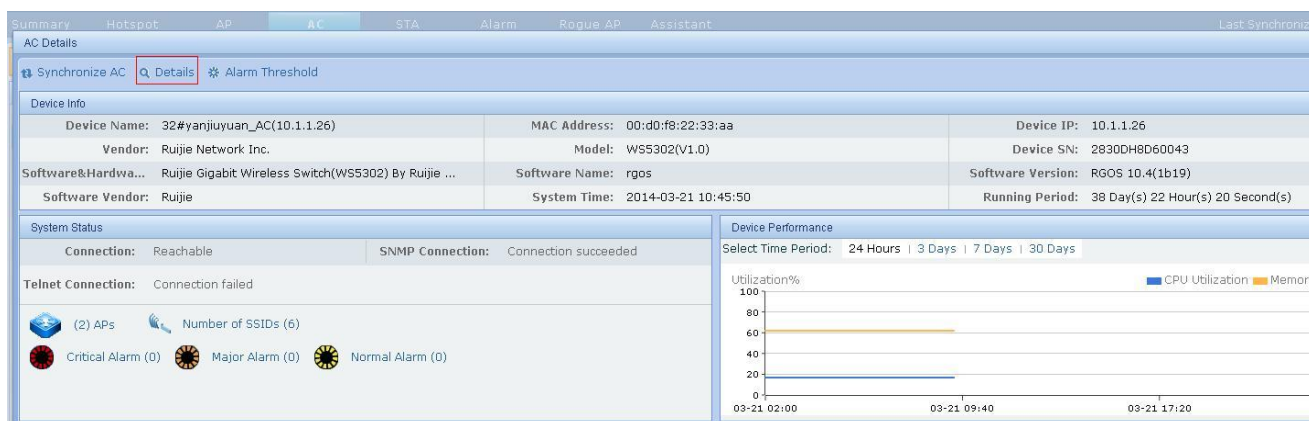 Summary Hotspot AP AC STA Alarm Rogue AP Assistant Last Synchroniz
AC Details
Synchronize AC Details Alarm Threshold
Device Info
Device Name: 32#yanjiuyuan_AC(10.1.1.26) MAC Address: 00:d0:f8:22:33:aa Device IP: 10.1.1.26
Vendor: Ruijie Network Inc. Model: WS5302(V1.0) Device SN: 2830DH8D60043
Software&Hardwa... Ruijie Gigabit Wireless Switch(WS5302) By Ruijie ... Software Name: rgos Software Version: RGOS 10.4(1b19)
Software Vendor: Ruijie System Time: 2014-03-21 10:45:50 Running Period: 38 Day(s) 22 Hour(s) 20 Second(s)
System Status
Connection: Reachable SNMP Connection: Connection succeeded
Telnet Connection: Connection failed
(2) APs Number of SSIDs (6)
Critical Alarm (0) Major Alarm (0) Normal Alarm (0)
Device Performance
Select Time Period: 24 Hours | 3 Days | 7 Days | 30 Days
Utilization% CPU Utilization Memor
100
80
60
40
20
0
03-21 02:00 03-21 09:40 03-21 17:20